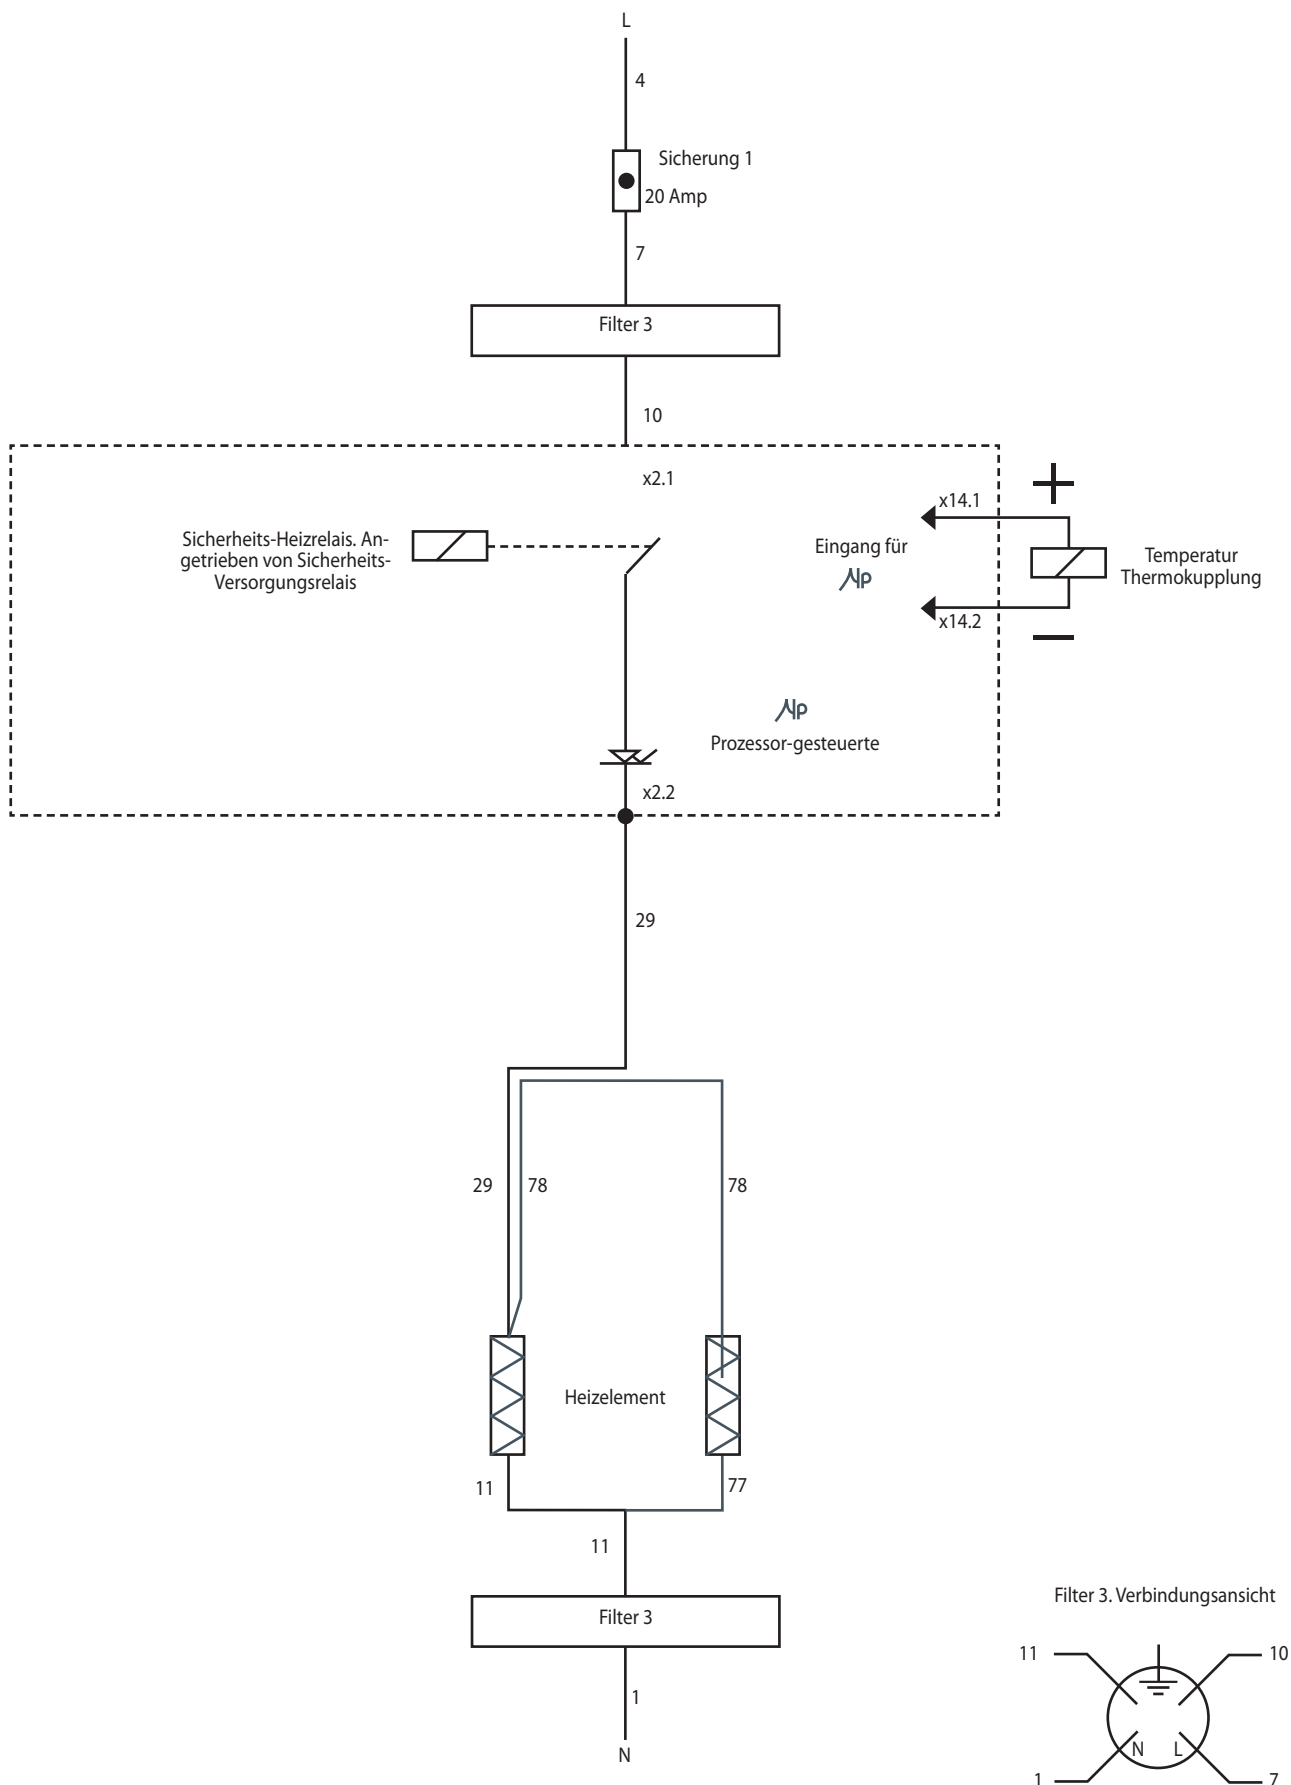 L
4
Sicherung 1
20 Amp
7
Filter 3
10
x2.1
x14.1
Sicherheits-Heizrelais. An-
getrieben von Sicherheits-
Versorgungsrelais
Eingang für
Temperatur
Thermokupplung
x14.2
Prozessor-gesteuerte
x2.2
29
29
78
78
Heizelement
11
77
11
Filter 3
1
N
Filter 3. Verbindungsansicht
11
10
N
L
1
7